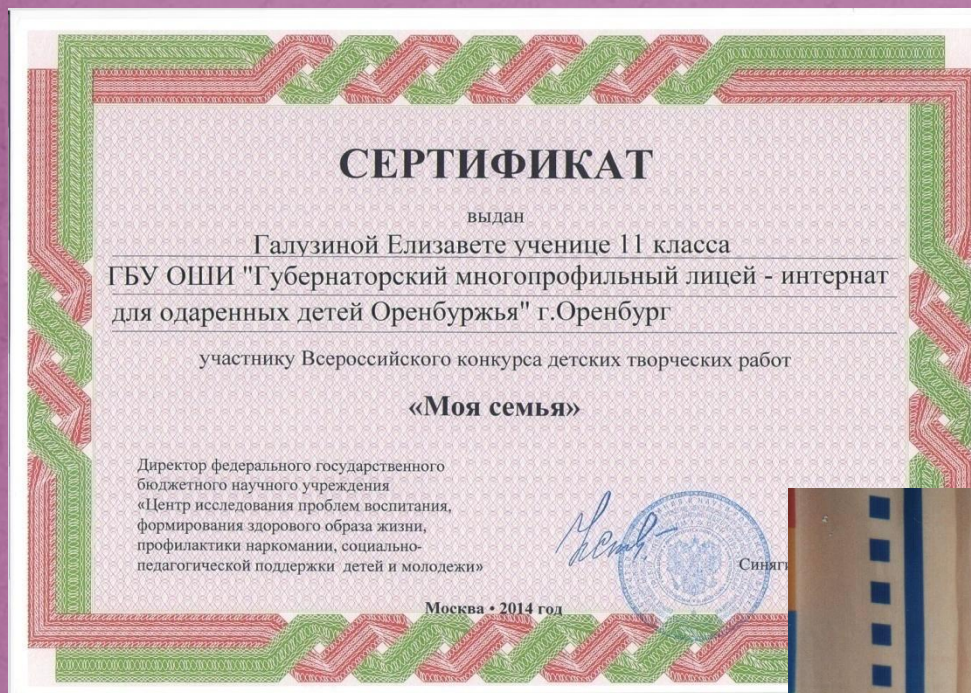 СЕРТИФИКАТ
выдан
Галузиной Елизавете ученице 11 класса
ГБУ ОШИ "Губернаторский многопрофильный лицей - интернат
для одаренных детей Оренбуржья" г.Оренбург
участнику Всероссийского конкурса детских творческих работ
«Моя семья»
Директор федерального государственного
бюджетного научного учреждения
«Центр исследования проблем воспитания,
формирования здорового образа жизни,
профилактики наркомании, социально-
педагогической поддержки детей и молодежи»
Москва • 2014 год